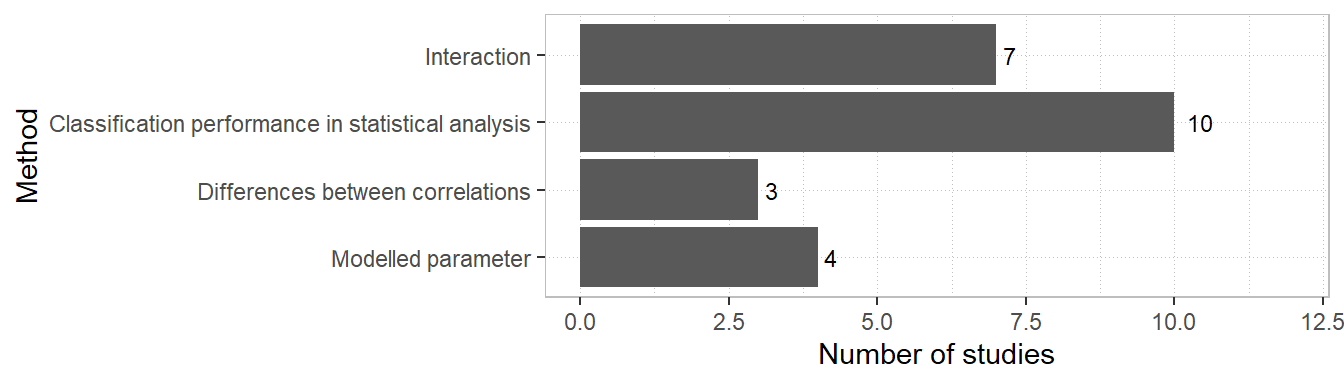 Method
Interaction
7
Classification performance in statistical analysis
10
Differences between correlations
3
Modelled parameter
4
0.0 2.5 5.0 7.5 10.0 12.5
Number of studies